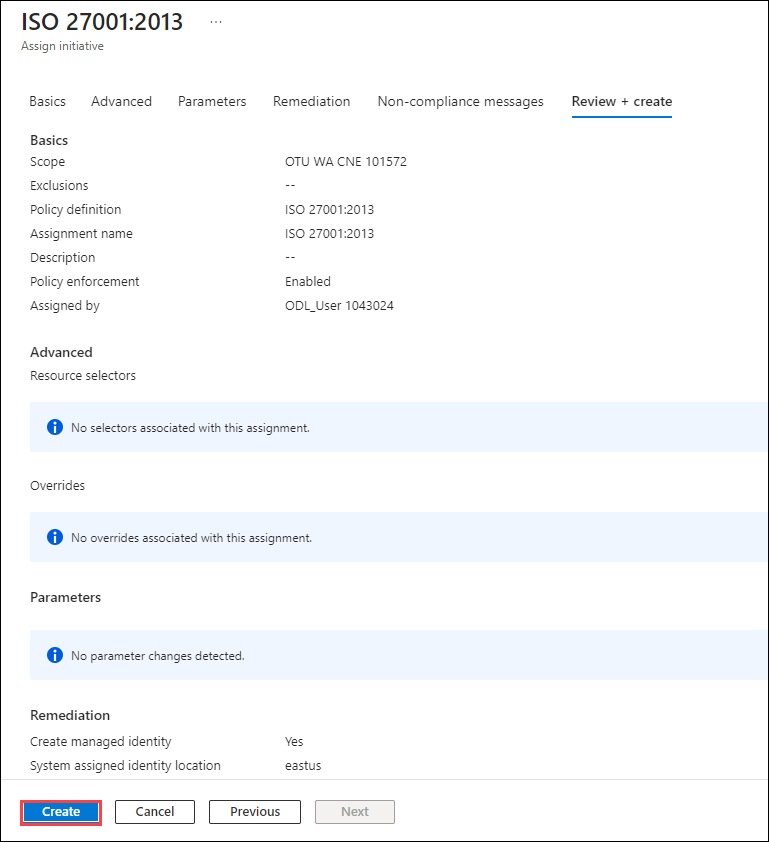 ISO 27001:2013 ...
Assign initiative
Basics Advanced Parameters Remediation Non-compliance messages Review + create
Basics
Scope OTU WA CNE 101572
Exclusions --
Policy definition ISO 27001:2013
Assignment name ISO 27001:2013
Description --
Policy enforcement Enabled
Assigned by ODL_User 1043024
Advanced
Resource selectors
No selectors associated with this assignment.
Overrides
No overrides associated with this assignment.
Parameters
No parameter changes detected.
Remediation
Create managed identity Yes
System assigned identity location eastus
Create Cancel Previous Next